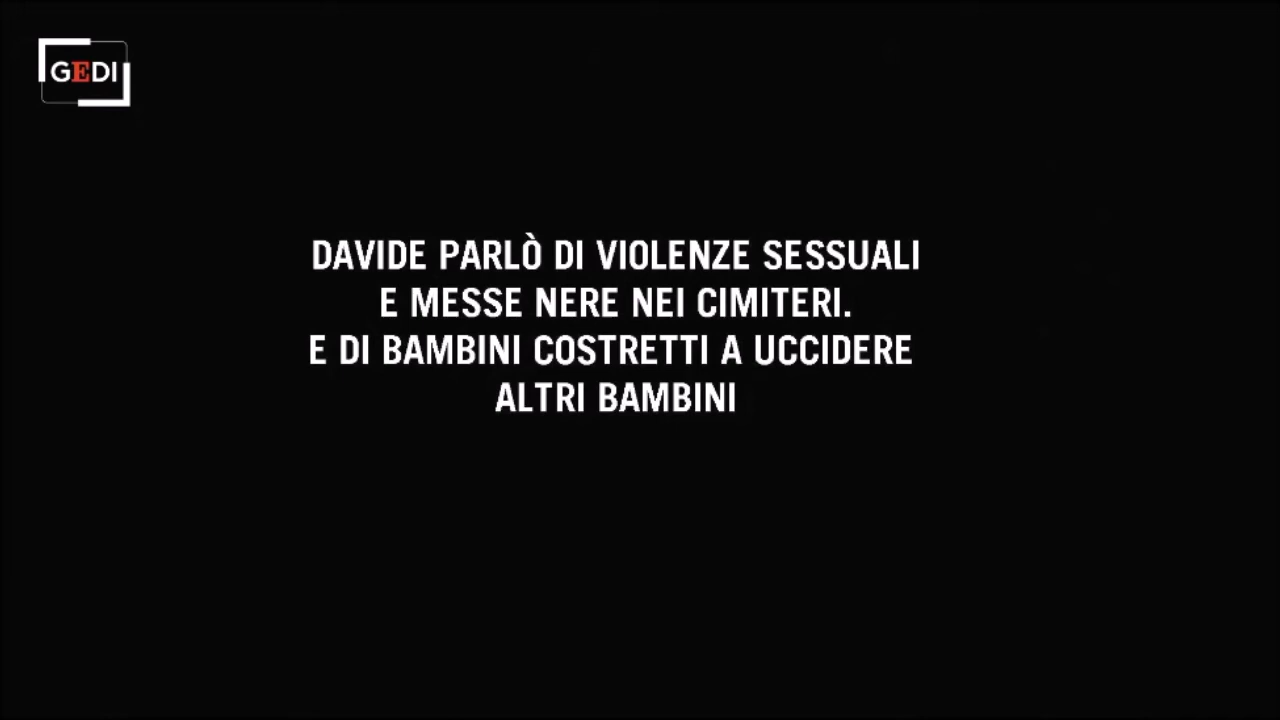 GEDI
DAVIDE PARLÒ DI VIOLENZE SESSUALI
E MESSE NERE NEI CIMITERI.
E DI BAMBINI COSTRETTI A UCCIDERE
ALTRI BAMBINI